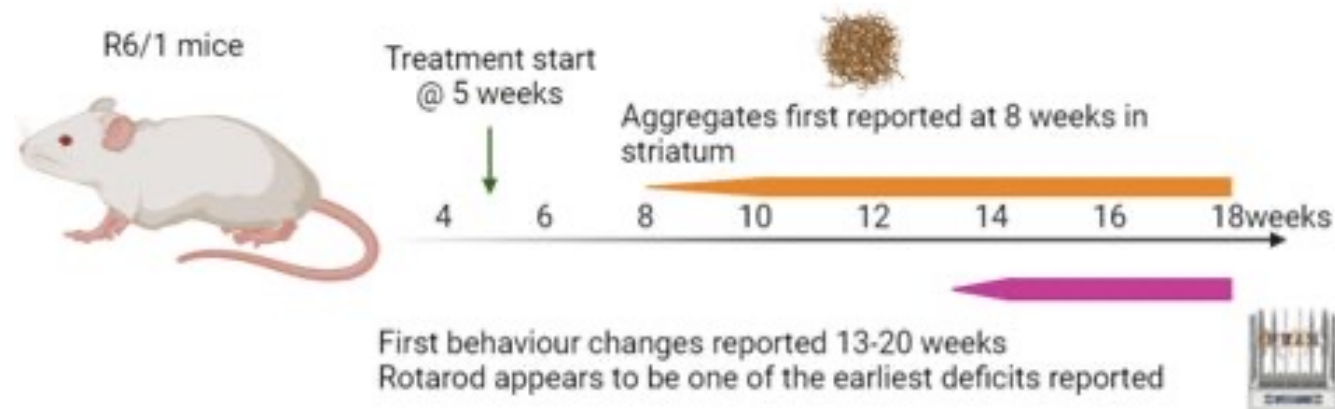 R6/1 mice
Treatment start
@ 5 weeks
Aggregates first reported at 8 weeks in
striatum
4 6 8 10 12 14 16 18weeks
First behaviour changes reported 13-20 weeks
Rotarod appears to be one of the earliest deficits reported